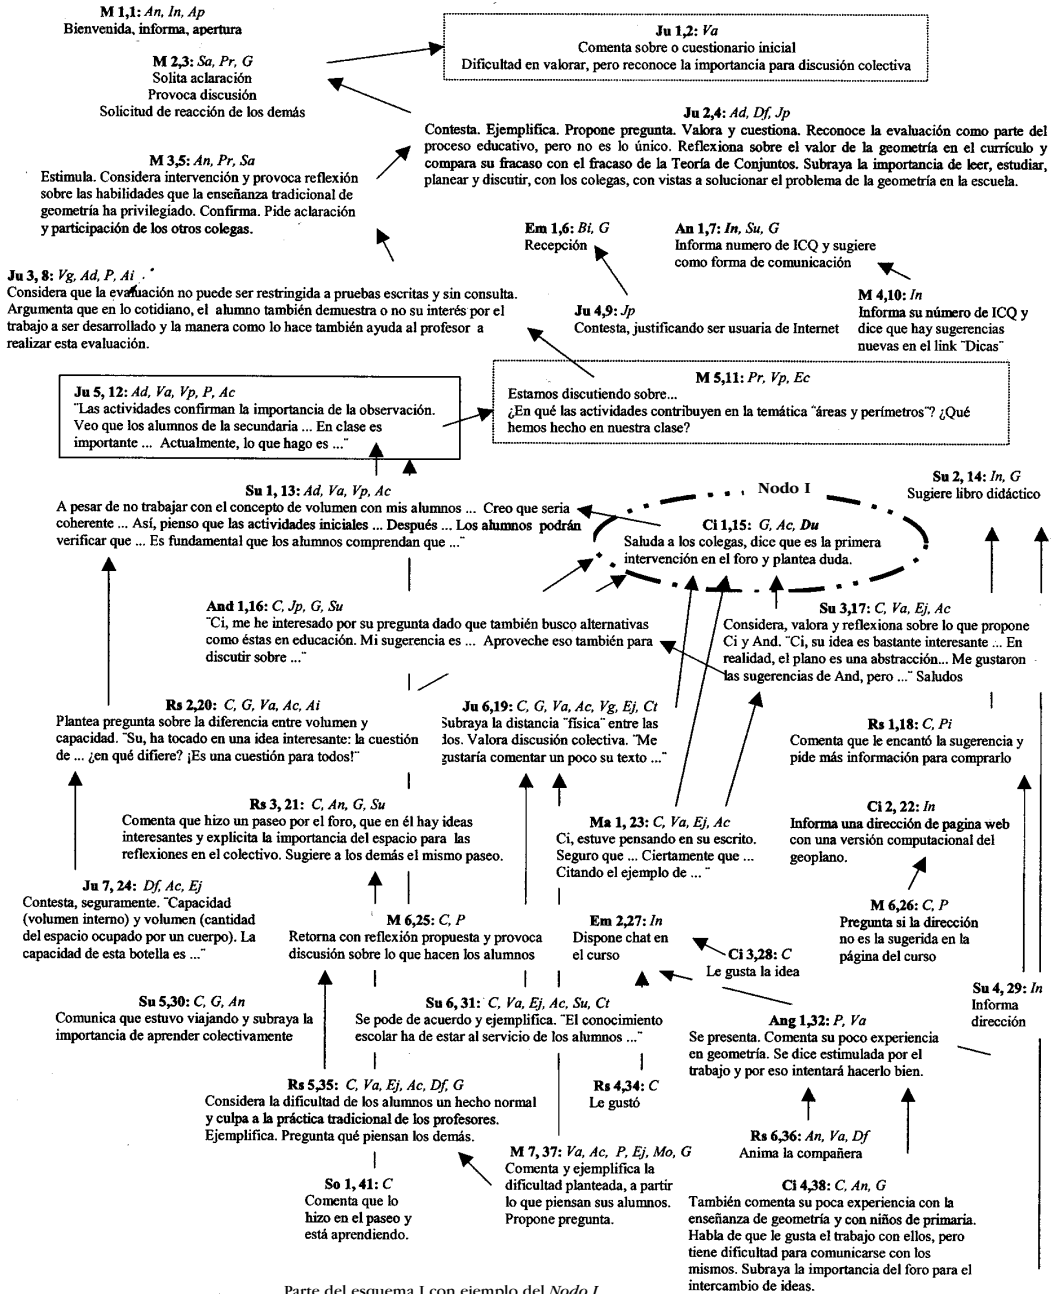 M 1,1: An, In, Ap
Bienvenida, informa, apertura
Ju 1,2: Va
Comenta sobre o cuestionario inicial
Dificultad en valorar, pero reconoce la importancia para discusión colectiva
M 2,3: Sa, Pr, G
Solita aclaración
Provoca discusión
Solicitud de reacción de los demás
Ju 2,4: Ad, Df, Jp
Contesta. Ejemplifica. Propone pregunta. Valora y cuestiona. Reconoce la evaluación como parte del
proceso educativo, pero no es lo único. Reflexiona sobre el valor de la geometría en el currículo y
compara su fracaso con el fracaso de la Teoría de Conjuntos. Subraya la importancia de leer, estudiar,
planear y discutir, con los colegas, con vistas a solucionar el problema de la geometría en la escuela.
M 3,5: An, Pr, Sa
Estimula. Considera intervención y provoca reflexión
sobre las habilidades que la enseñanza tradicional de
geometría ha privilegiado. Confirma. Pide aclaración
y participación de los otros colegas.
Em 1,6: Bi, G
Recepción
An 1,7: In, Su, G
Informa numero de ICQ y sugiere
como forma de comunicación
Ju 3, 8: Vg, Ad, P, Ai
Considera que la evaluación no puede ser restringida a pruebas escritas y sin consulta.
Argumenta que en lo cotidiano, el alumno también demuestra o no su interés por el
trabajo a ser desarrollado y la manera como lo hace también ayuda al profesor a
realizar esta evaluación.
Ju 4,9: Jp
Contesta, justificando ser usuaria de Internet
M 4,10: In
Informa su número de ICQ y
dice que hay sugerencias
nuevas en el link "Dicas"
M 5,11: Pr, Vp, Ec
Estamos discutiendo sobre...
¿En qué las actividades contribuyen en la temática "áreas y perímetros"? ¿Qué
hemos hecho en nuestra clase?
Ju 5, 12: Ad, Va, Vp, P, Ac
"Las actividades confirman la importancia de la observación.
Veo que los alumnos de la secundaria ... En clase es
importante ... Actualmente, lo que hago es ..."
Su 1, 13: Ad, Va, Vp, Ac
A pesar de no trabajar con el concepto de volumen con mis alumnos ... Creo que seria
coherente ... Así, pienso que las actividades iniciales ... Después ... Los alumnos podrán
verificar que ... Es fundamental que los alumnos comprendan que ..."
Su 2, 14: In, G
Sugiere libro didáctico
Nodo I
Ci 1,15: G, Ac, Du
Saluda a los colegas, dice que es la primera
intervención en el foro y plantea duda.
And 1,16: C, Jp, G, Su
"Ci, me he interesado por su pregunta dado que también busco alternativas
como éstas en educación. Mi sugerencia es ... Aproveche eso también para
discutir sobre ..."
Su 3,17: C, Va, Ej, Ac
Considera, valora y reflexiona sobre lo que propone
Ci y And. "Ci, su idea es bastante interesante ... En
realidad, el plano es una abstracción... Me gustaron
las sugerencias de And, pero ..." Saludos
Rs 2,20: C, G, Va, Ac, Ai
Plantea pregunta sobre la diferencia entre volumen y
capacidad. "Su, ha tocado en una idea interesante: la cuestión
de ... ¿en qué difiere? ¡Es una cuestión para todos!"
Ju 6,19: C, G, Va, Ac, Vg, Ej, Ct
Subraya la distancia "física" entre las
los. Valora discusión colectiva. "Me
gustaría comentar un poco su texto ..."
Rs 1,18: C, Pi
Comenta que le encantó la sugerencia y
pide más información para comprarlo
Rs 3, 21: C, An, G, Su
Comenta que hizo un paseo por el foro, que en él hay ideas
interesantes y explicita la importancia del espacio para las
reflexiones en el colectivo. Sugiere a los demás el mismo paseo.
Ma 1, 23: C, Va, Ej, Ac
Ci, estuve pensando en su escrito.
Seguro que ... Ciertamente que ...
Citando el ejemplo de ... "
Ci 2, 22: In
Informa una dirección de pagina web
con una versión computacional del
geoplano.
Ju 7, 24: Df, Ac, Ej
Contesta, seguramente. "Capacidad
(volumen interno) y volumen (cantidad
del espacio ocupado por un cuerpo). La
capacidad de esta botella es ..."
M 6,25: C, P
Retorna con reflexión propuesta y provoca
discusión sobre lo que hacen los alumnos
Em 2,27: In
Dispone chat en
el curso
Ci 3,28: C
Le gusta la idea
M 6,26: C, P
Pregunta si la dirección
no es la sugerida en la
página del curso
Su 4, 29: In
Informa
dirección
Su 5,30: C, G, An
Comunica que estuvo viajando y subraya la
importancia de aprender colectivamente
Su 6, 31: C, Va, Ej, Ac, Su, Ct
Se pode de acuerdo y ejemplifica. "El conocimiento
escolar ha de estar al servicio de los alumnos ..."
Ang 1,32: P, Va
Se presenta. Comenta su poco experiencia
en geometría. Se dice estimulada por el
trabajo y por eso intentará hacerlo bien.
Rs 5,35: C, Va, Ej, Ac, Df, G
Considera la dificultad de los alumnos un hecho normal
y culpa a la práctica tradicional de los profesores.
Ejemplifica. Pregunta qué piensan los demás.
Rs 4,34: C
Le gustó
Rs 6,36: An, Va, Df
Anima la compañera
M 7, 37: Va, Ac, P, Ej, Mo, G
Comenta y ejemplifica la
dificultad planteada, a partir
lo que piensan sus alumnos.
Propone pregunta.
So 1, 41: C
Comenta que lo
hizo en el paseo y
está aprendiendo.
Ci 4,38: C, An, G
También comenta su poca experiencia con la
enseñanza de geometría y con niños de primaria.
Habla de que le gusta el trabajo con ellos, pero
tiene dificultad para comunicarse con los
mismos. Subraya la importancia del foro para el
intercambio de ideas.
Parte del esquema I con ejemplo del Nodo I